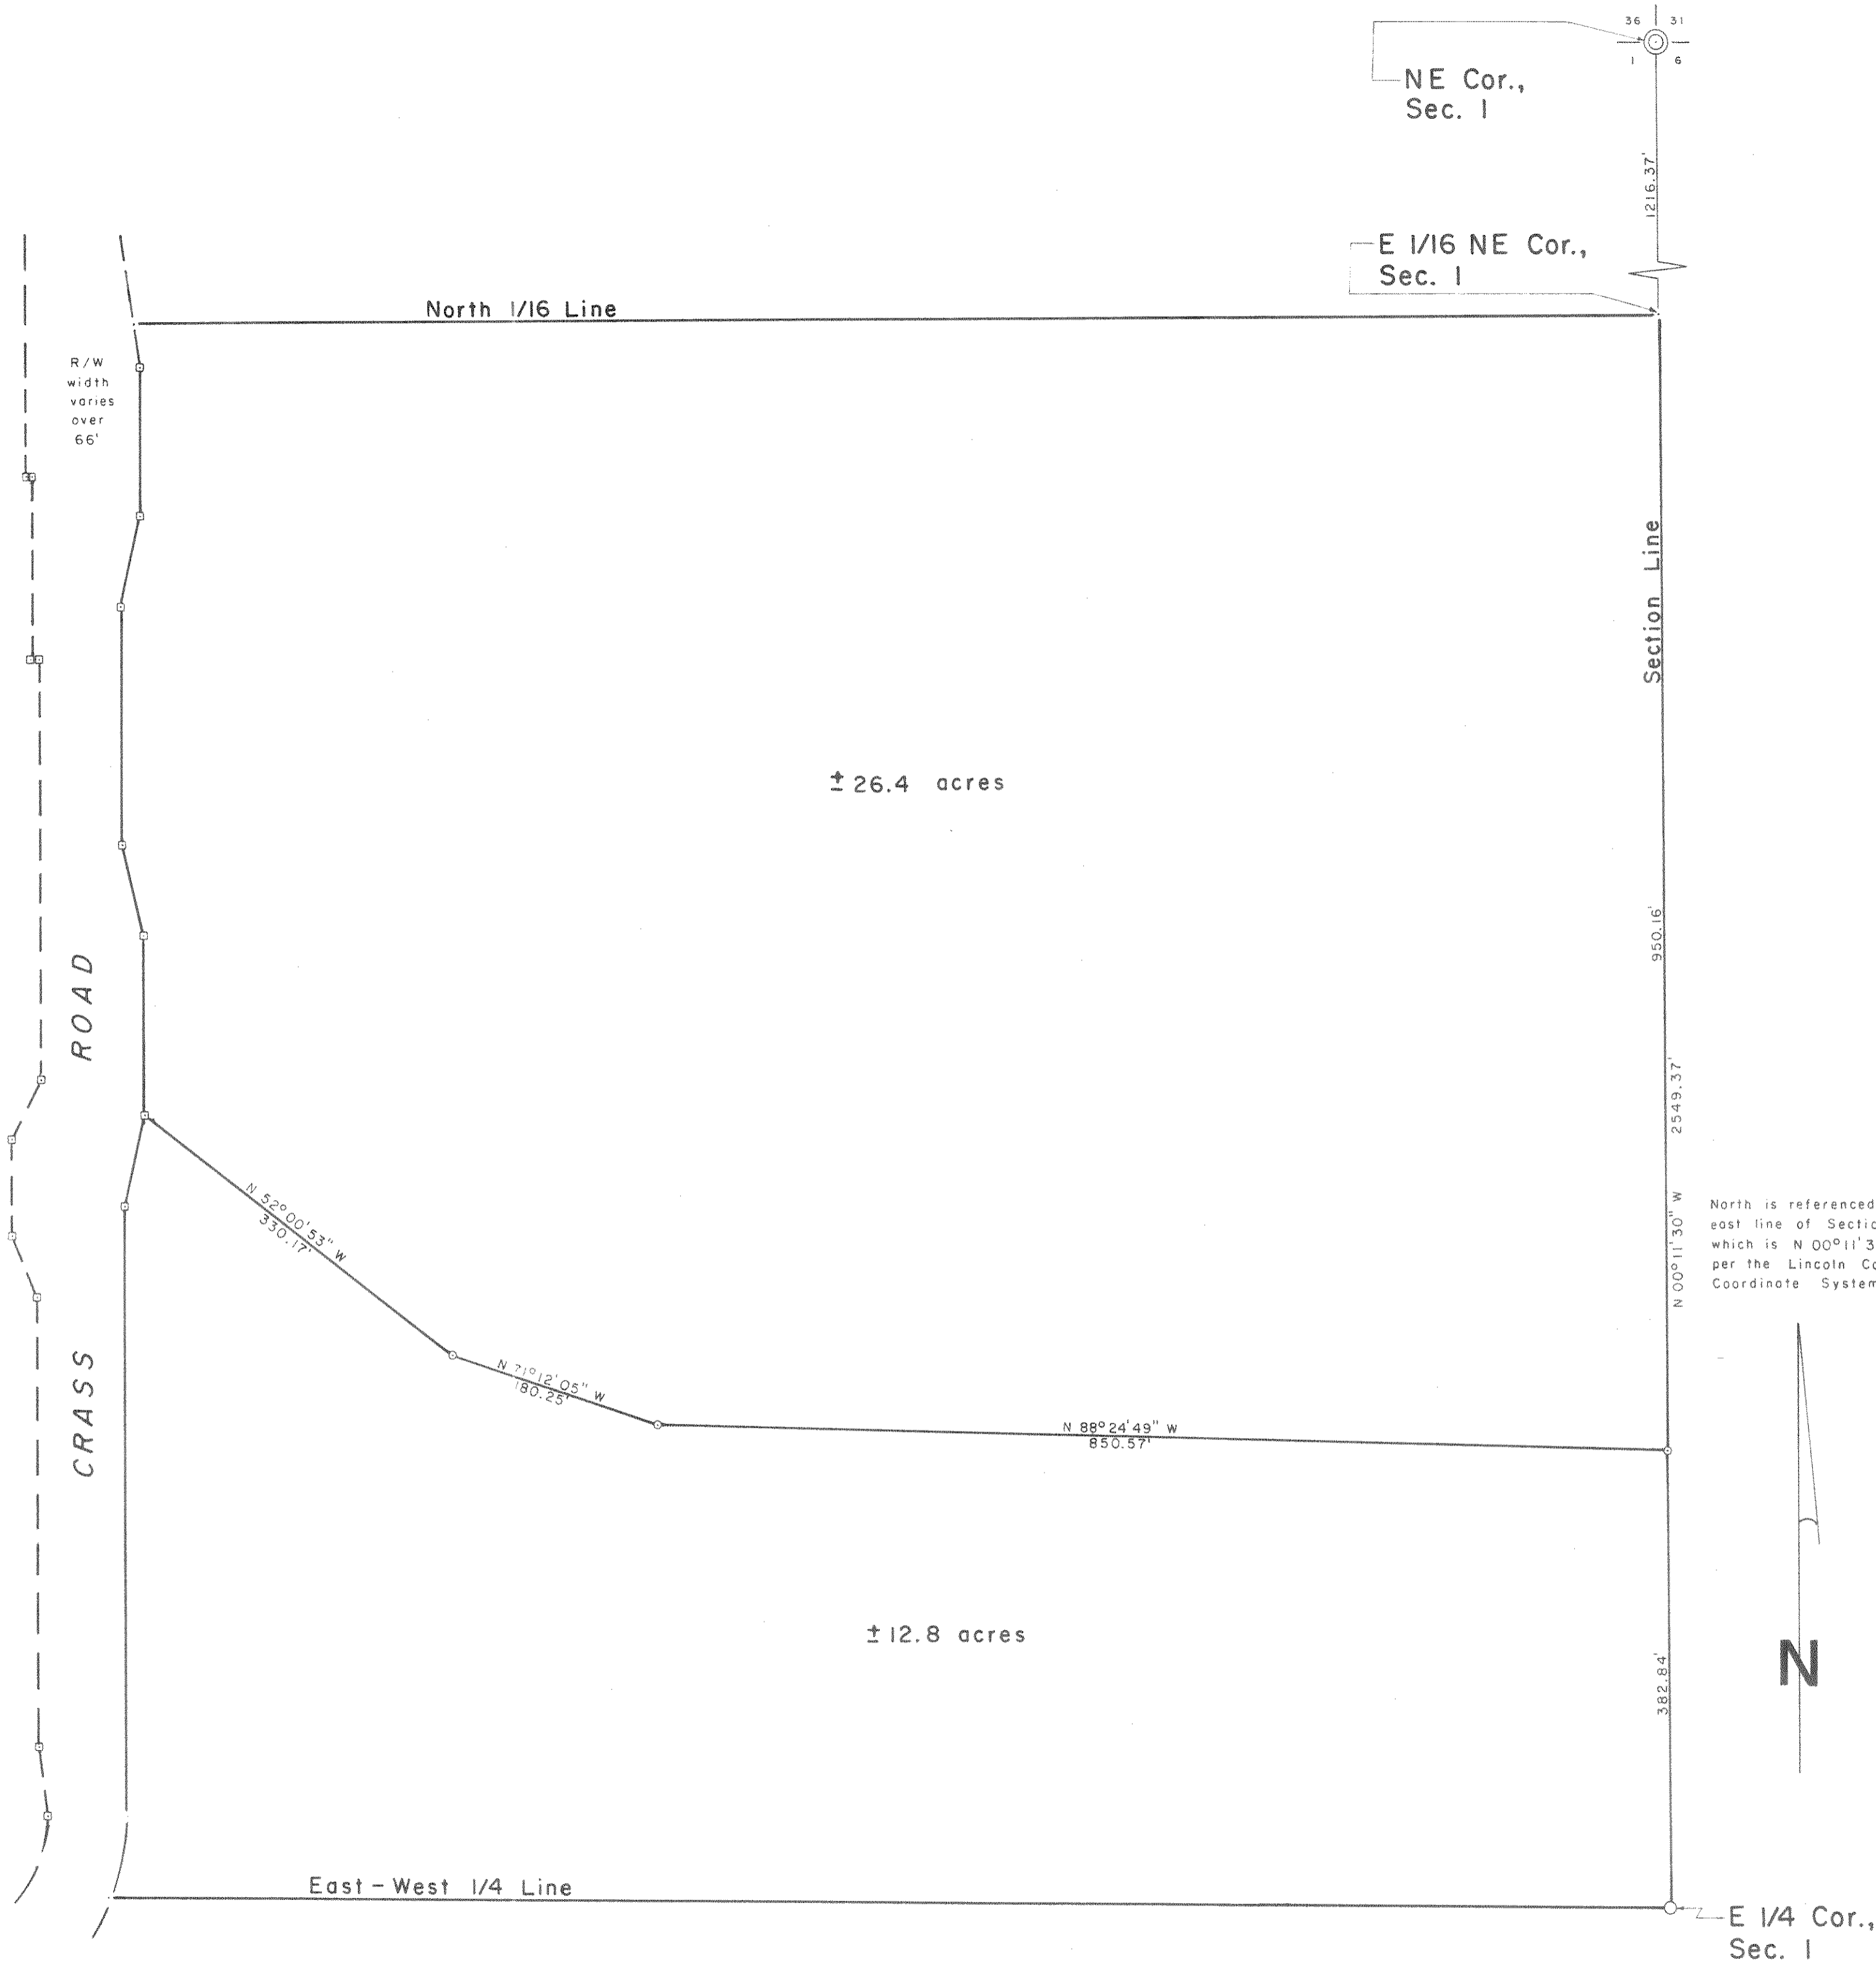 36 31
1 6
NE Cor.,
Sec. 1
1216.37'
E 1/16 NE Cor.,
Sec. 1
North 1/16 Line
R/W
width
varies
over
66'
Section Line
± 26.4 acres
950.16'
ROAD
2549.37'
N 00°11'30" W
North is referenced
east line of
which is N 00°11'3
per the Lincoln
Coordinate System
N 52°00'53" W
330.17'
N 71°12'05" W
180.25'
N 88°24'49" W
850.57'
CRASS
± 12.8 acres
382.84'
N
East-West 1/4 Line
E 1/4 Cor.,
Sec. 1